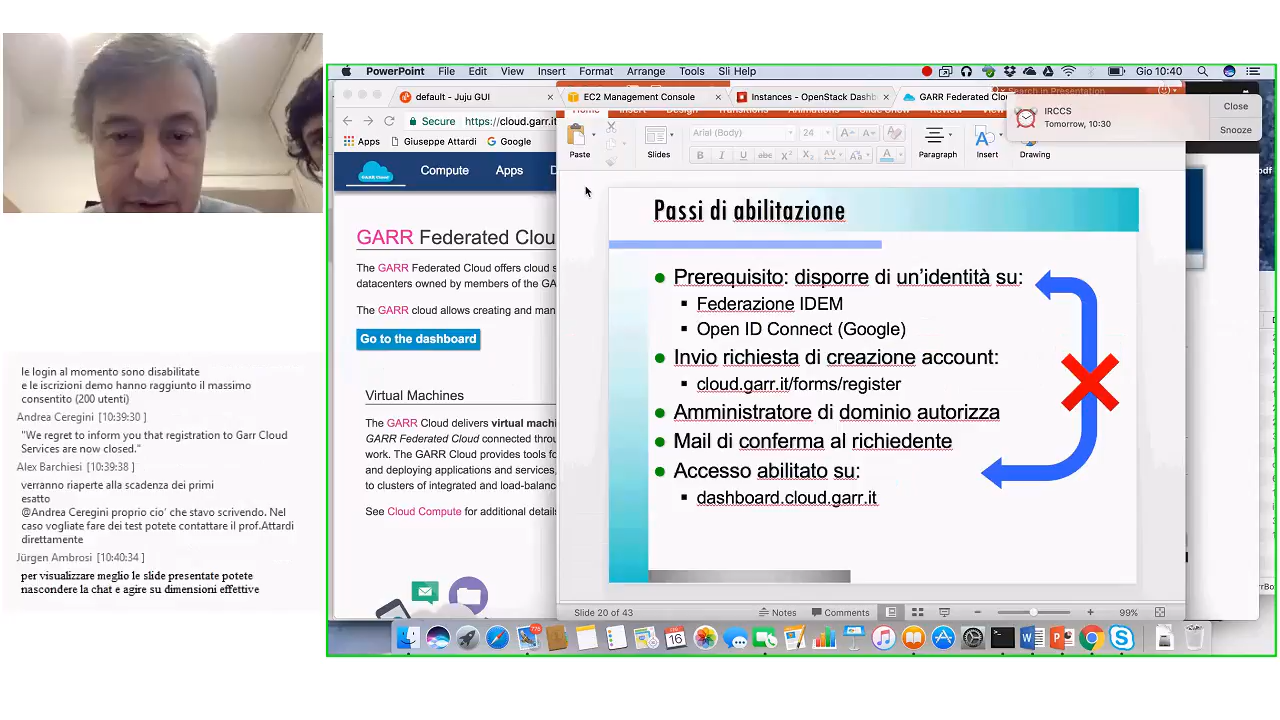 PowerPoint File Edit View Insert Format Arrange Tools Sli Help Gio 10:40
default - Juju GUI
EC2 Management Console
Instances - OpenStack Dashb
GARR Federated Clou
Search in Presentation
IRCCS
Tomorrow, 10:30
Close
Snooze
Secure https://cloud.garr.it
Apps Giuseppe Attardi Google
Paste
Slides
Arial (Body) 24
Paragraph
Insert
Drawing
GARR Cloud
Compute Apps D
GARR Federated Clou
The GARR Federated Cloud offers cloud s
datacenters owned by members of the GA
The GARR cloud allows creating and man
Go to the dashboard
Virtual Machines
The GARR Cloud delivers virtual machi
GARR Federated Cloud connected throu
work. The GARR Cloud provides tools fo
and deploying applications and services,
to clusters of integrated and load-balanc
See Cloud Compute for additional details
Passi di abilitazione
Prerequisito: disporre di un'identità su:
Federazione IDEM
Open ID Connect (Google)
Invio richiesta di creazione account:
cloud.garr.it/forms/register
Amministratore di dominio autorizza
Mail di conferma al richiedente
Accesso abilitato su:
dashboard.cloud.garr.it
Slide 20 of 43
Notes
Comments
99%
le login al momento sono disabilitate
e le iscrizioni demo hanno raggiunto il massimo
consentito (200 utenti)
Andrea Ceregini [10:39:30 ]
"We regret to inform you that registration to Garr Cloud
Services are now closed."
Alex Barchiesi [10:39:38 ]
verranno riaperte alla scadenza dei primi
esatto
@Andrea Ceregini proprio cio' che stavo scrivendo. Nel
caso vogliate fare dei test potete contattare il prof.Attardi
direttamente
Jürgen Ambrosi [10:40:34 ]
per visualizzare meglio le slide presentate potete
nascondere la chat e agire su dimensioni effettive